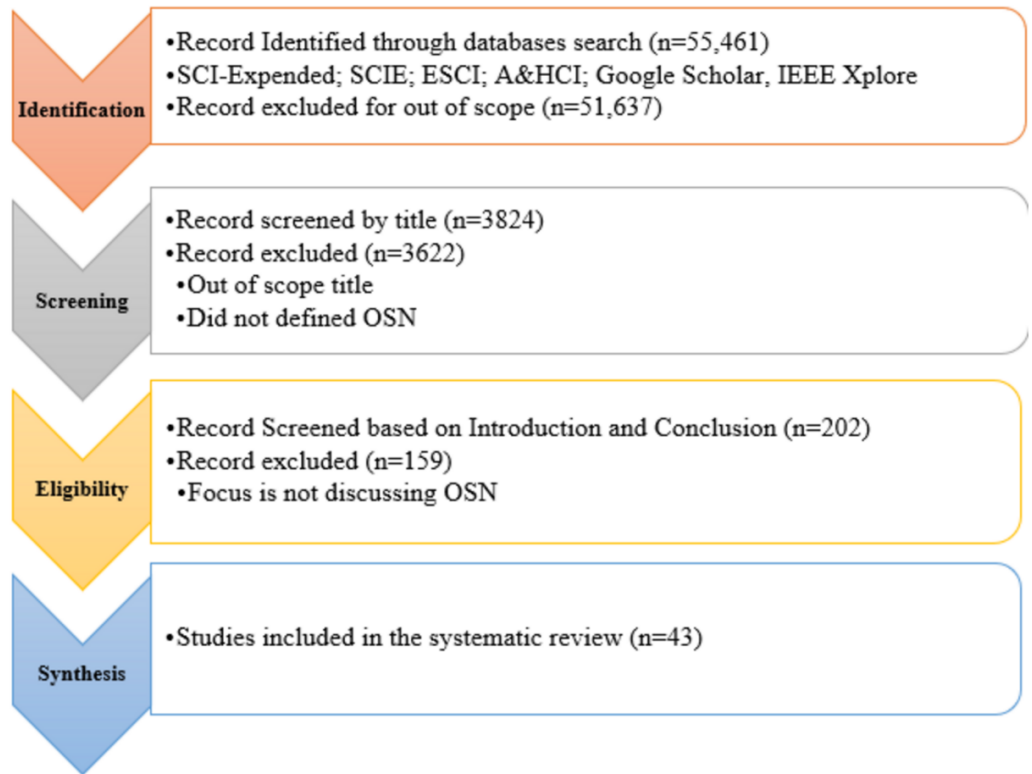 Identification
•Record Identified through databases search (n=55,461)
•SCI-Expended; SCIE; ESCI; A&HCI; Google Scholar, IEEE Xplore
•Record excluded for out of scope (n=51,637)
Screening
•Record screened by title (n=3824)
•Record excluded (n=3622)
•Out of scope title
•Did not defined OSN
Eligibility
•Record Screened based on Introduction and Conclusion (n=202)
•Record excluded (n=159)
•Focus is not discussing OSN
Synthesis
•Studies included in the systematic review (n=43)